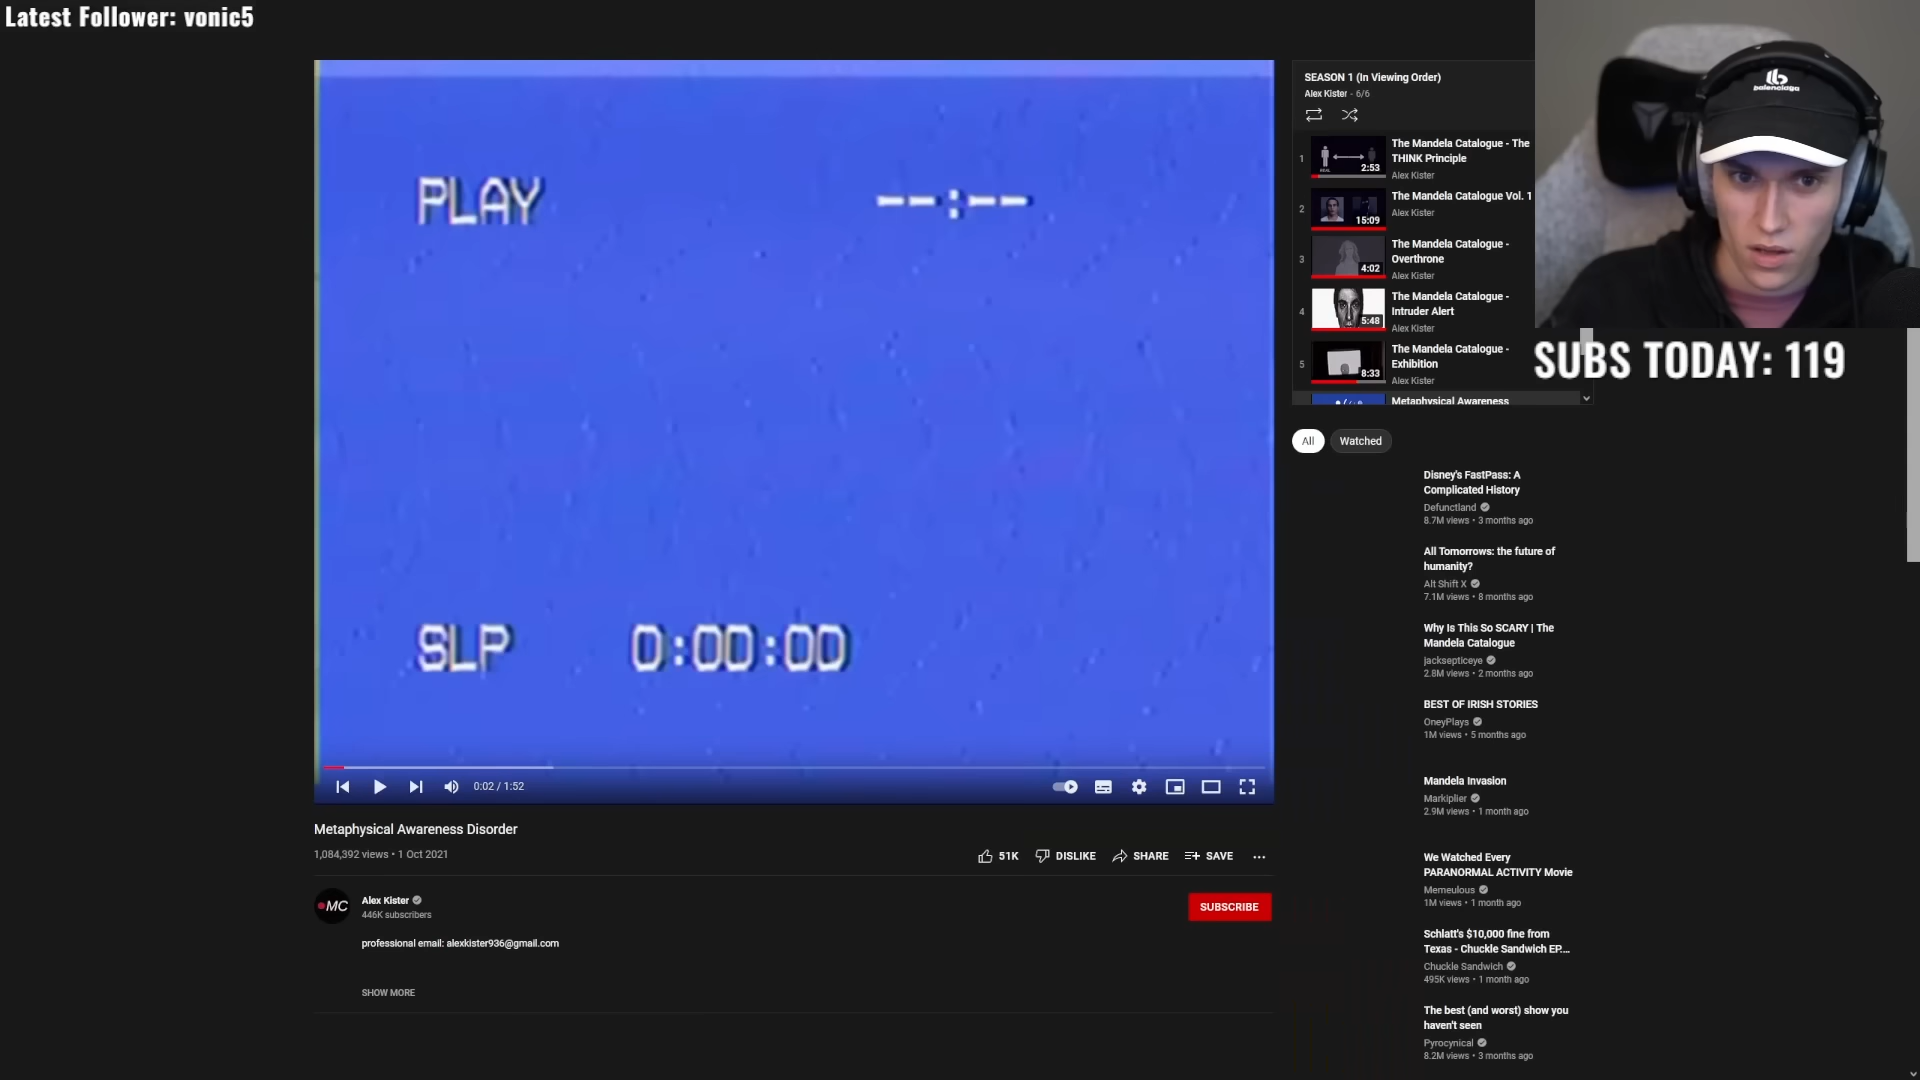 Latest Follower: vonic5
PLAY --:--
SLP 0:00:00
0:02 / 1:52
Metaphysical Awareness Disorder
1,084,392 views • 1 Oct 2021
51K DISLIKE SHARE SAVE
MC
Alex Kister
446K subscribers
SUBSCRIBE
professional email: alexkister936@gmail.com
SHOW MORE
SEASON 1 (In Viewing Order)
Alex Kister - 6/6
1
2:53
The Mandela Catalogue - The
THINK Principle
Alex Kister
2
15:09
The Mandela Catalogue Vol. 1
Alex Kister
3
4:02
The Mandela Catalogue -
Overthrone
Alex Kister
4
5:48
The Mandela Catalogue -
Intruder Alert
Alex Kister
5
8:33
The Mandela Catalogue -
Exhibition
Alex Kister
Metaphysical Awareness
balenciaga
SUBS TODAY: 119
All Watched
Disney's FastPass: A
Complicated History
Defunctland
8.7M views • 3 months ago
All Tomorrows: the future of
humanity?
Alt Shift X
7.1M views • 8 months ago
Why Is This So SCARY | The
Mandela Catalogue
jacksepticeye
2.8M views • 2 months ago
BEST OF IRISH STORIES
OneyPlays
1M views • 5 months ago
Mandela Invasion
Markiplier
2.9M views • 1 month ago
We Watched Every
PARANORMAL ACTIVITY Movie
Memeulous
1M views • 1 month ago
Schlatt's $10,000 fine from
Texas - Chuckle Sandwich EP....
Chuckle Sandwich
495K views • 1 month ago
The best (and worst) show you
haven't seen
Pyrocynical
8.2M views • 3 months ago